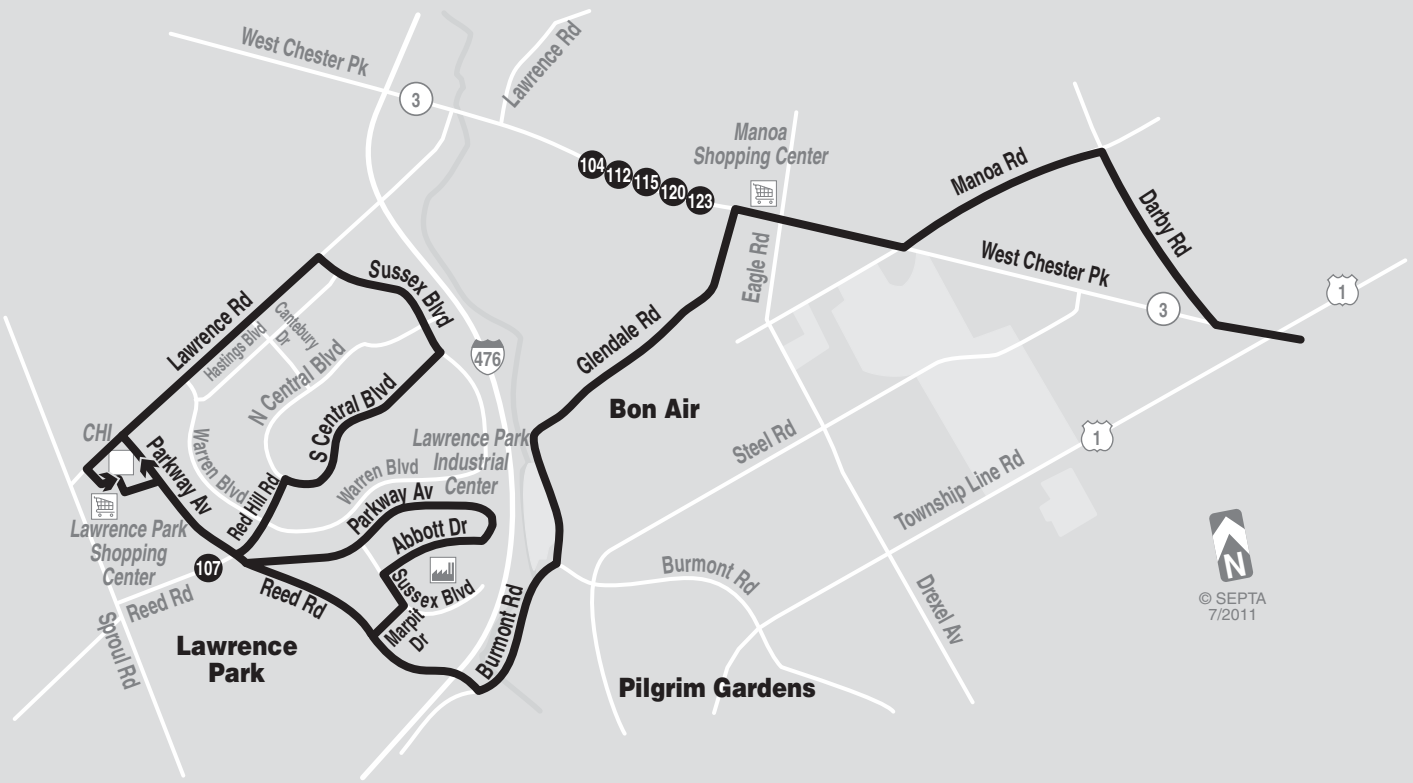 West Chester Pk
3
Lawrence Rd
104
112
115
120
123
Manoa
Shopping Center
Manoa Rd
Darby Rd
Eagle Rd
West Chester Pk
3
1
Sussex Blvd
Lawrence Rd
Hastings Blvd
Cantebury
Dr
N Central Blvd
S Central Blvd
476
Glendale Rd
Bon Air
CHI
Parkway Av
Warren Blvd
Red Hill Rd
Warren Blvd
Lawrence Park
Industrial
Center
Parkway Av
Abbott Dr
Steel Rd
1
Township Line Rd
Lawrence Park
Shopping
Center
107
Reed Rd
Reed Rd
Sussex Blvd
Marpit
Dr
Burmont Rd
Burmont Rd
Drexel Av
Sproul Rd
Lawrence
Park
Pilgrim Gardens
N
© SEPTA
7/2011